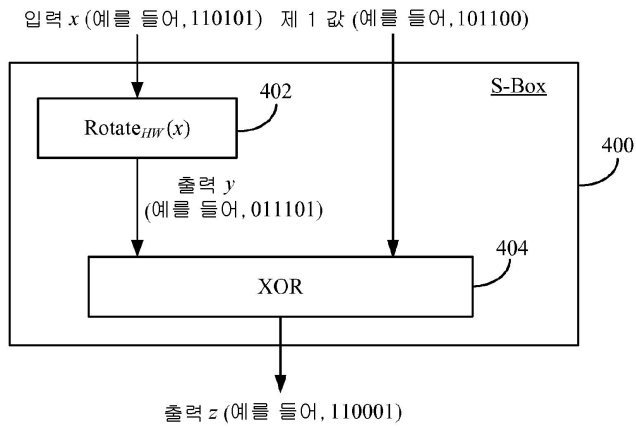 입력 x (예를 들어,110101) 제 1 값 (예를 들어,101100)
S-Box
402
Rotate_HW(x)
400
출력 y
(예를 들어,011101)
404
XOR
출력 z (예를 들어,110001)